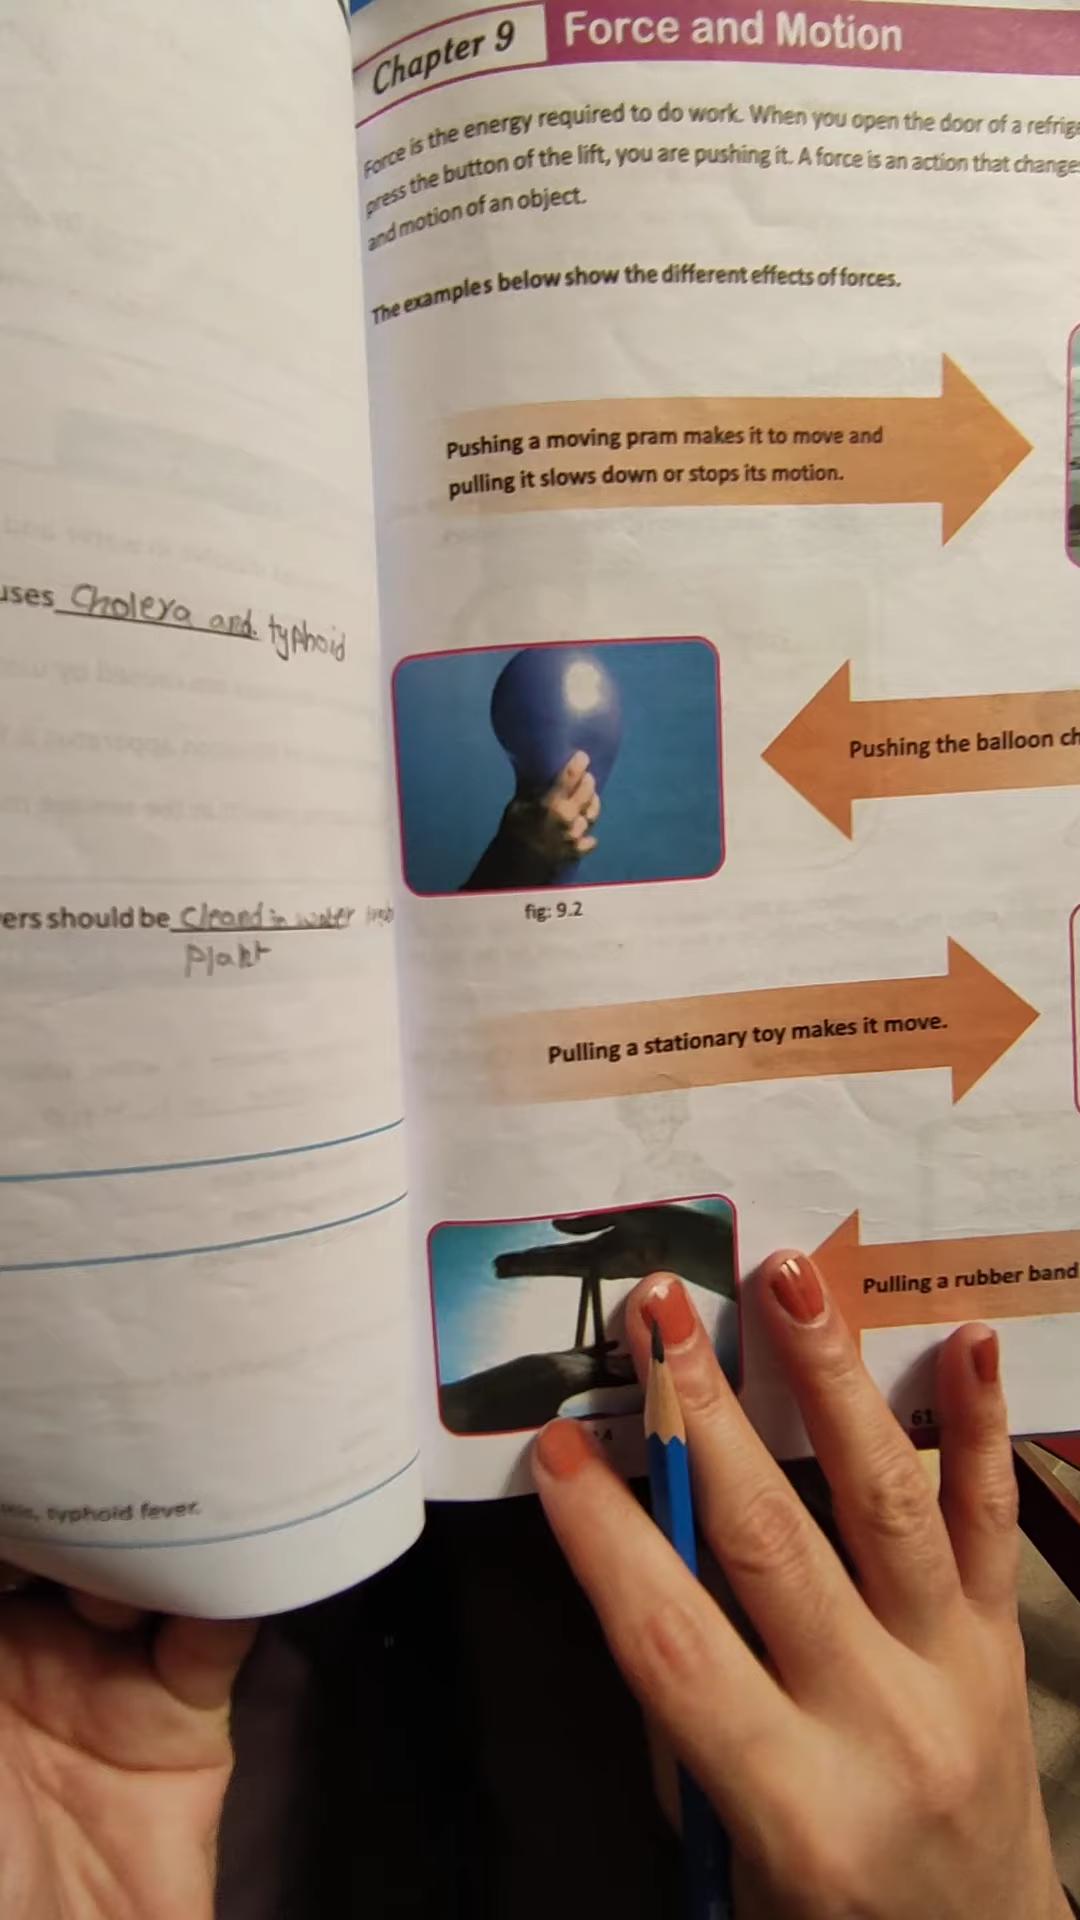 uses Cholera and typhoid
ers should be Cleand in water
Plant
typhoid fever.
Chapter 9
Force and Motion
Force is the energy required to do work. When you open the door of a refrige
press the button of the lift, you are pushing it. A force is an action that change
and motion of an object.
The examples below show the different effects of forces.
Pushing a moving pram makes it to move and
pulling it slows down or stops its motion.
Pushing the balloon ch
fig: 9.2
Pulling a stationary toy makes it move.
Pulling a rubber band
61